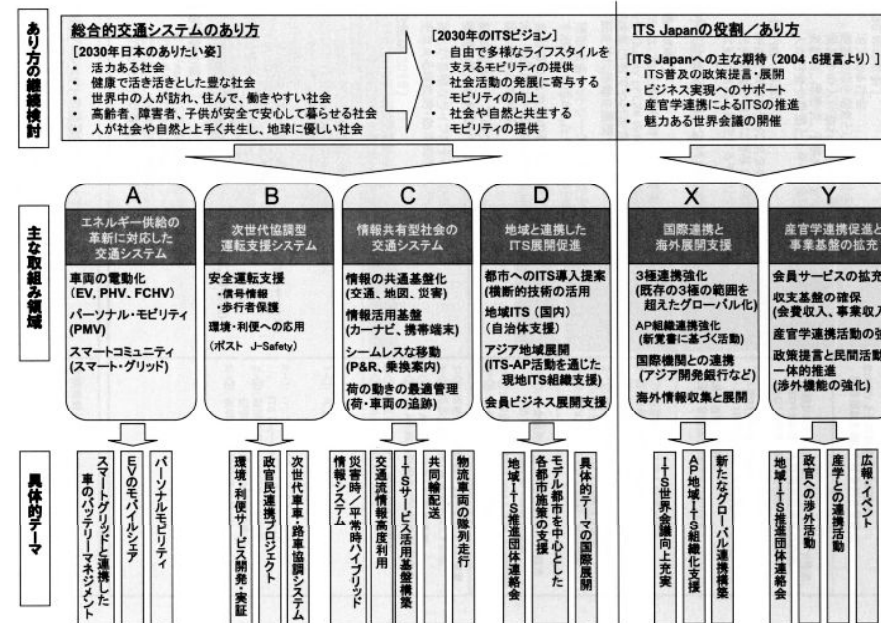 あり方の継続検討
総合的交通システムのあり方
[2030年日本のありたい姿]
・ 活力ある社会
・ 健康で活き活きとした豊な社会
・ 世界中の人が訪れ、住んで、働きやすい社会
・ 高齢者、障害者、子供が安全で安心して暮らせる社会
・ 人が社会や自然と上手く共生し、地球に優しい社会
[2030年のITSビジョン]
・ 自由で多様なライフスタイルを
支えるモビリティの提供
・ 社会活動の発展に寄与する
モビリティの向上
・ 社会や自然と共生する
モビリティの提供
ITS Japanの役割/あり方
[ITS Japanへの主な期待 (2004 .6提言より) ]
・ ITS普及の政策提言・展開
・ ビジネス実現へのサポート
・ 産官学連携によるITSの推進
・ 魅力ある世界会議の開催
主な取組み領域
A
エネルギー供給の
革新に対応した
交通システム
車両の電動化
(EV, PHV, FCHV)
パーソナル・モビリティ
(PMV)
スマートコミュニティ
(スマート・グリッド)
B
次世代協調型
運転支援システム
安全運転支援
・信号情報
・歩行者保護
環境・利便への応用
(ポスト J-Safety)
C
情報共有型社会の
交通システム
情報の共通基盤化
(交通、地図、災害)
情報活用基盤
(カーナビ、携帯端末)
シームレスな移動
(P&R、乗換案内)
荷の動きの最適管理
(荷・車両の追跡)
D
地域と連携した
ITS展開促進
都市へのITS導入提案
(横断的技術の活用
地域ITS (国内)
(自治体支援)
アジア地域展開
(ITS-AP活動を通じた
現地ITS組織支援)
会員ビジネス展開支援
X
国際連携と
海外展開支援
3極連携強化
(既存の3極の範囲を
超えたグローバル化)
AP組織連携強化
(新覚書に基づく活動)
国際機関との連携
(アジア開発銀行など)
海外情報収集と展開
Y
産官学連携促進と
事業基盤の拡充
会員サービスの拡充
収支基盤の確保
(会費収入、事業収入
産官学連携活動の強
政策提言と民間活動
一体的推進
(渉外機能の強化)
具体的テーマ
スマートグリッドと連携した
車のバッテリーマネジメント
EVのモバイルシェア
パーソナルモビリティ
環境・利便サービス開発・実証
政官民連携プロジェクト
次世代車車・路車協調システム
災害時/平常時ハイブリッド
情報システム
交通流情報高度利用
ITSサービス活用基盤構築
共同輸配送
物流車両の隊列走行
地域ITS推進団体連絡会
モデル都市を中心とした
各都市施策の支援
具体的テーマの国際展開
ITS世界会議向上充実
AP地域ITS組織化支援
新たなグローバル連携構築
地域ITS推進団体連絡会
政官への渉外活動
産学との連携活動
広報・イベント